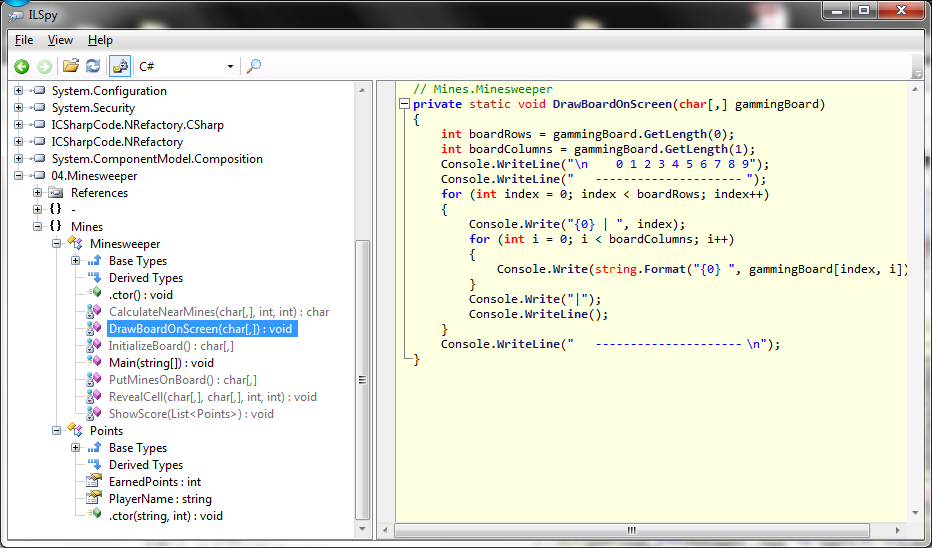 ILSpy
File View Help
C#
System.Configuration
System.Security
ICSharpCode.NRefactory.CSharp
ICSharpCode.NRefactory
System.ComponentModel.Composition
04.Minesweeper
References
{} -
{} Mines
Minesweeper
Base Types
Derived Types
.ctor() : void
CalculateNearMines(char[,], int, int) : char
DrawBoardOnScreen(char[,]) : void
InitializeBoard() : char[,]
Main(string[]) : void
PutMinesOnBoard() : char[,]
RevealCell(char[,], char[,], int, int) : void
ShowScore(List<Points>) : void
Points
Base Types
Derived Types
EarnedPoints : int
PlayerName : string
.ctor(string, int) : void
// Mines.Minesweeper
private static void DrawBoardOnScreen(char[,] gammingBoard)
{
    int boardRows = gammingBoard.GetLength(0);
    int boardColumns = gammingBoard.GetLength(1);
    Console.WriteLine("\n    0 1 2 3 4 5 6 7 8 9");
    Console.WriteLine("   --------------------- ");
    for (int index = 0; index < boardRows; index++)
    {
        Console.Write("{0} | ", index);
        for (int i = 0; i < boardColumns; i++)
        {
            Console.Write(string.Format("{0} ", gammingBoard[index, i])
        }
        Console.Write("|");
        Console.WriteLine();
    }
    Console.WriteLine("   --------------------- \n");
}